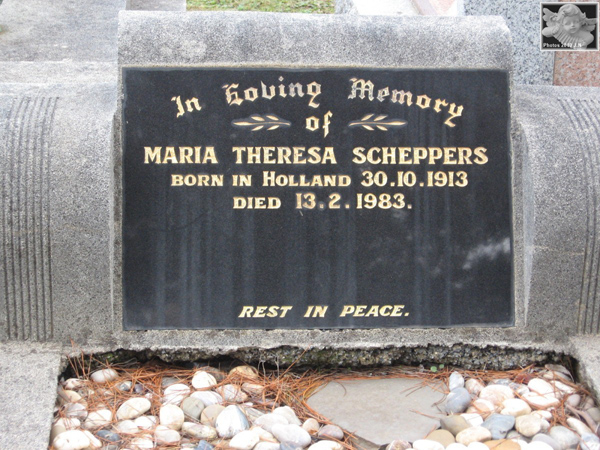 In Loving Memory
of
MARIA THERESA SCHEPPERS
BORN IN HOLLAND 30.10.1913
DIED 13.2.1983.
REST IN PEACE.